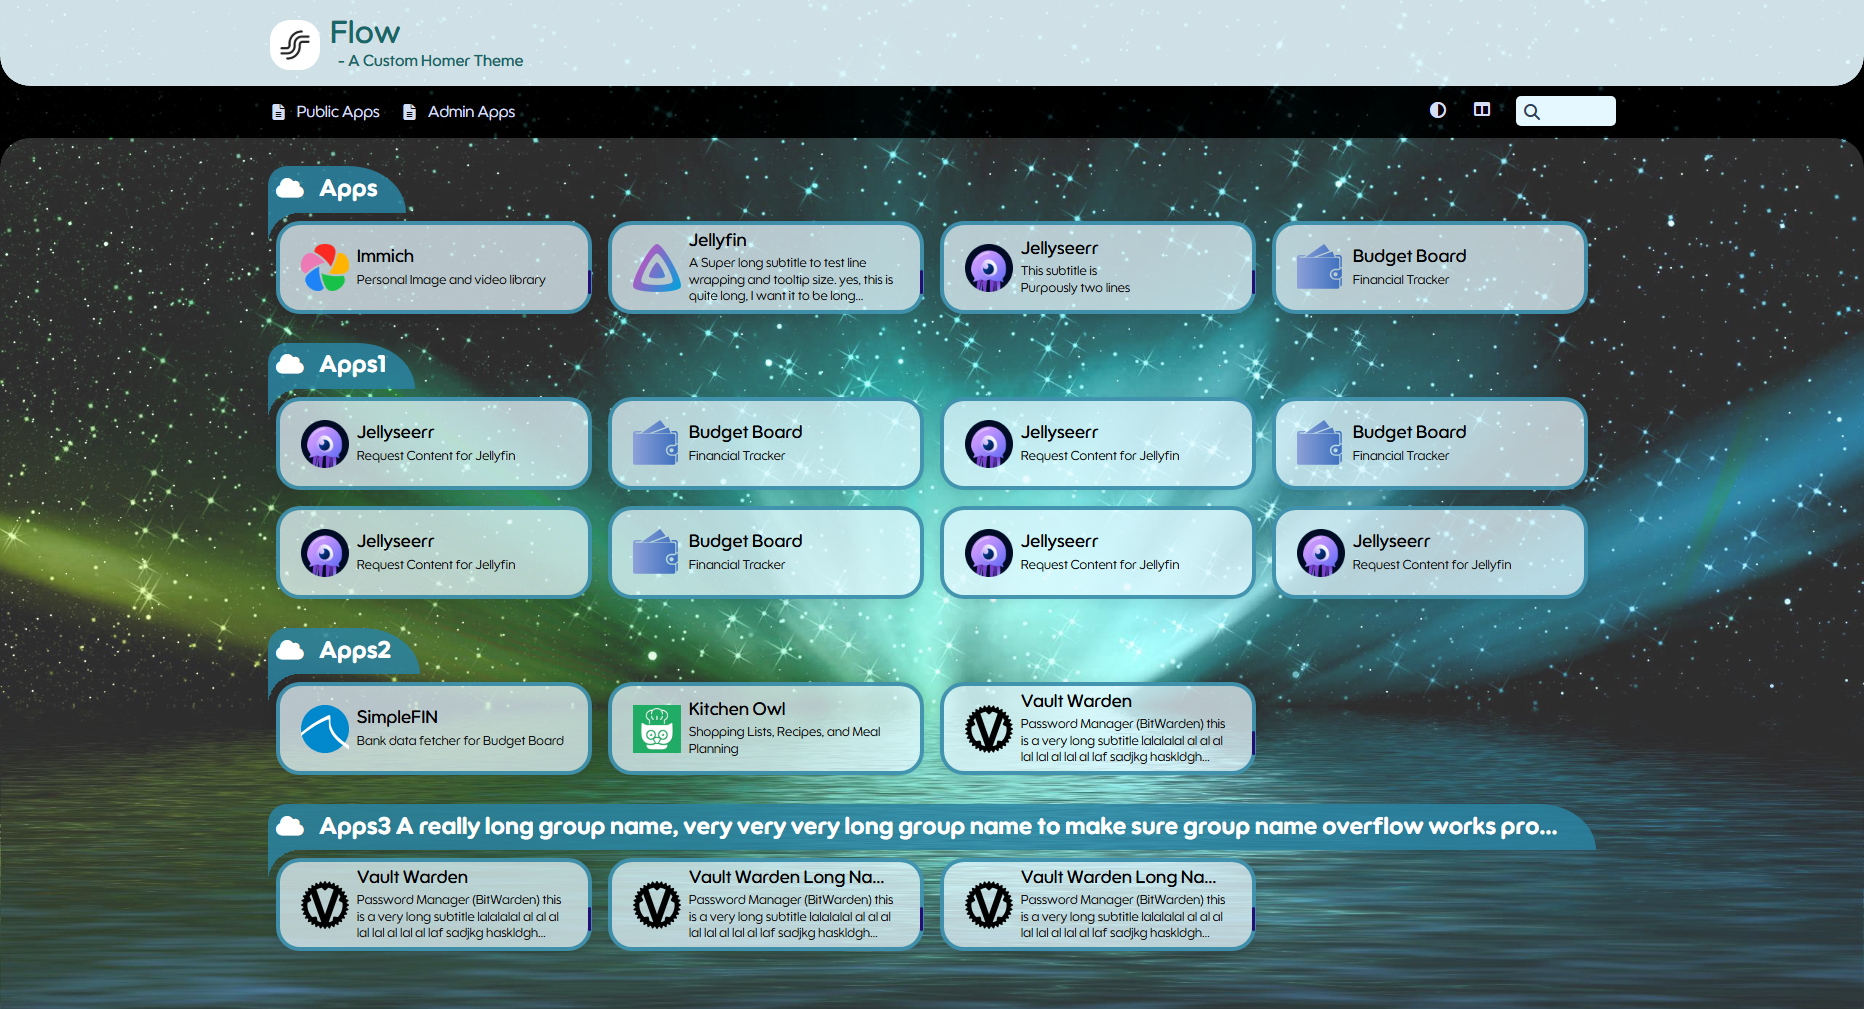 Flow
- A Custom Homer Theme
Public Apps
Admin Apps
Apps
Immich
Personal Image and video library
Jellyfin
A Super long subtitle to test line
wrapping and tooltip size. yes, this is
quite long, I want it to be long...
Jellyseerr
This subtitle is
Purpously two lines
Budget Board
Financial Tracker
Apps1
Jellyseerr
Request Content for Jellyfin
Budget Board
Financial Tracker
Jellyseerr
Request Content for Jellyfin
Budget Board
Financial Tracker
Jellyseerr
Request Content for Jellyfin
Budget Board
Financial Tracker
Jellyseerr
Request Content for Jellyfin
Jellyseerr
Request Content for Jellyfin
Apps2
SimpleFIN
Bank data fetcher for Budget Board
Kitchen Owl
Shopping Lists, Recipes, and Meal
Planning
Vault Warden
Password Manager (BitWarden) this
is a very long subtitle lalalalal al al al
lal lal al lal al laf sadjkg haskldgh...
Apps3 A really long group name, very very very long group name to make sure group name overflow works pro...
Vault Warden
Password Manager (BitWarden) this
is a very long subtitle lalalalal al al al
lal lal al lal al laf sadjkg haskldgh...
Vault Warden Long Na...
Password Manager (BitWarden) this
is a very long subtitle lalalalal al al al
lal lal al lal al laf sadjkg haskldgh...
Vault Warden Long Na...
Password Manager (BitWarden) this
is a very long subtitle lalalalal al al al
lal lal al lal al laf sadjkg haskldgh...